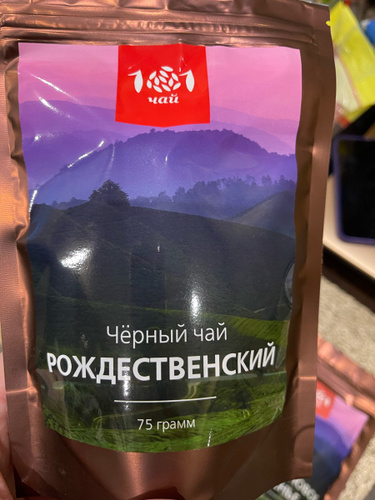 101
чай
Чёрный чай
РОЖДЕСТВЕНСКИЙ
75 грамм